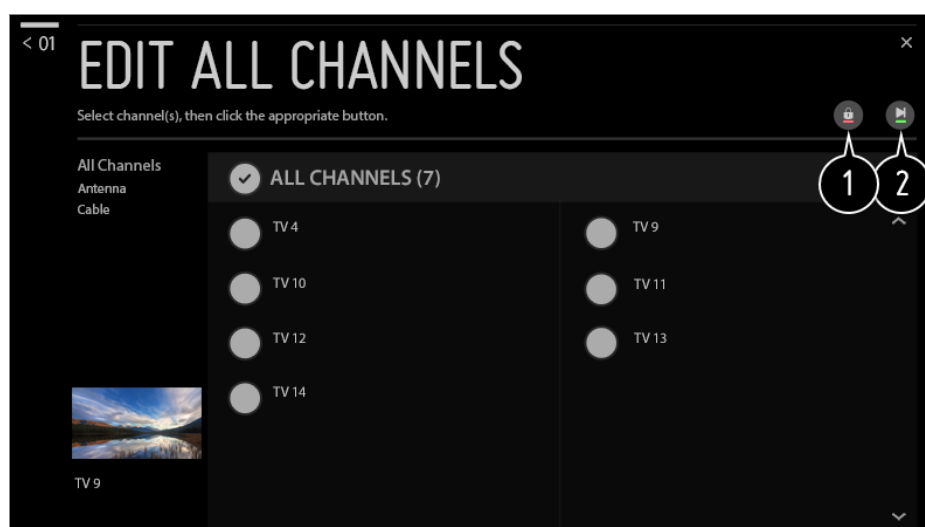 < 01
EDIT ALL CHANNELS
Select channel(s), then click the appropriate button.
1
2
All Channels
Antenna
Cable
ALL CHANNELS (7)
TV 4
TV 9
TV 10
TV 11
TV 12
TV 13
TV 14
TV 9